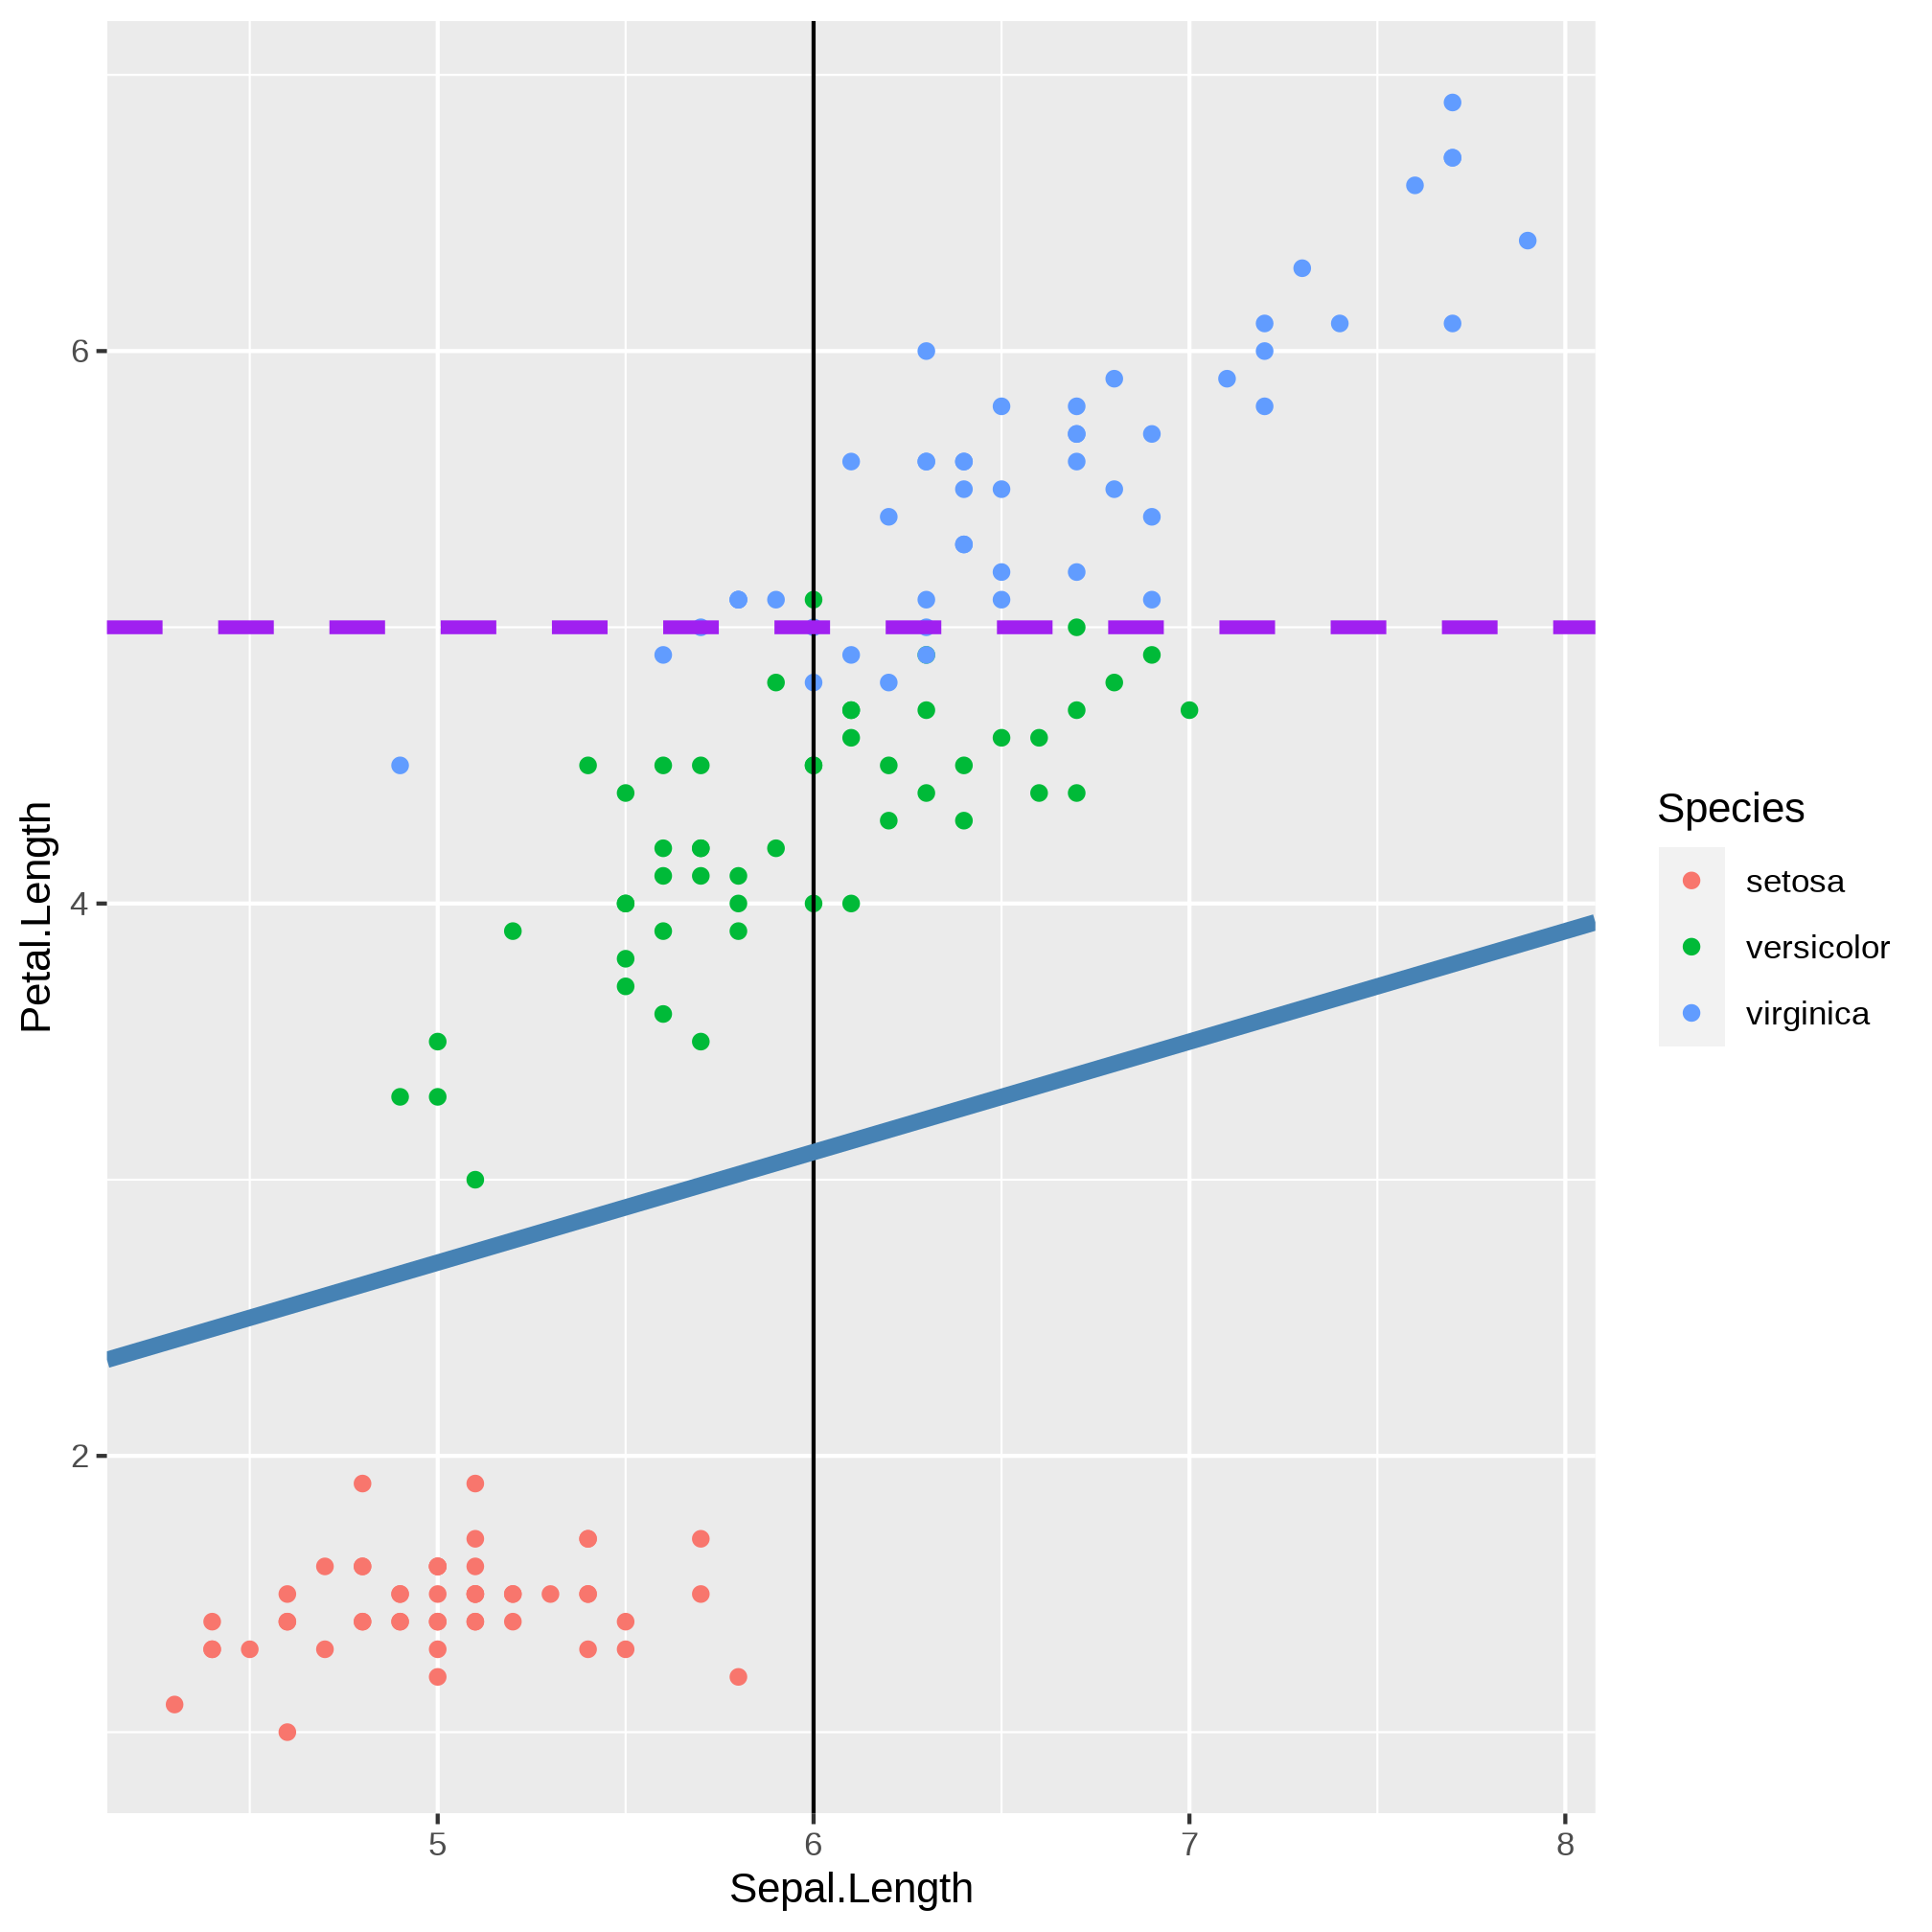 6
4
2
Petal.Length
5 6 7 8
Sepal.Length
Species
setosa
versicolor
virginica